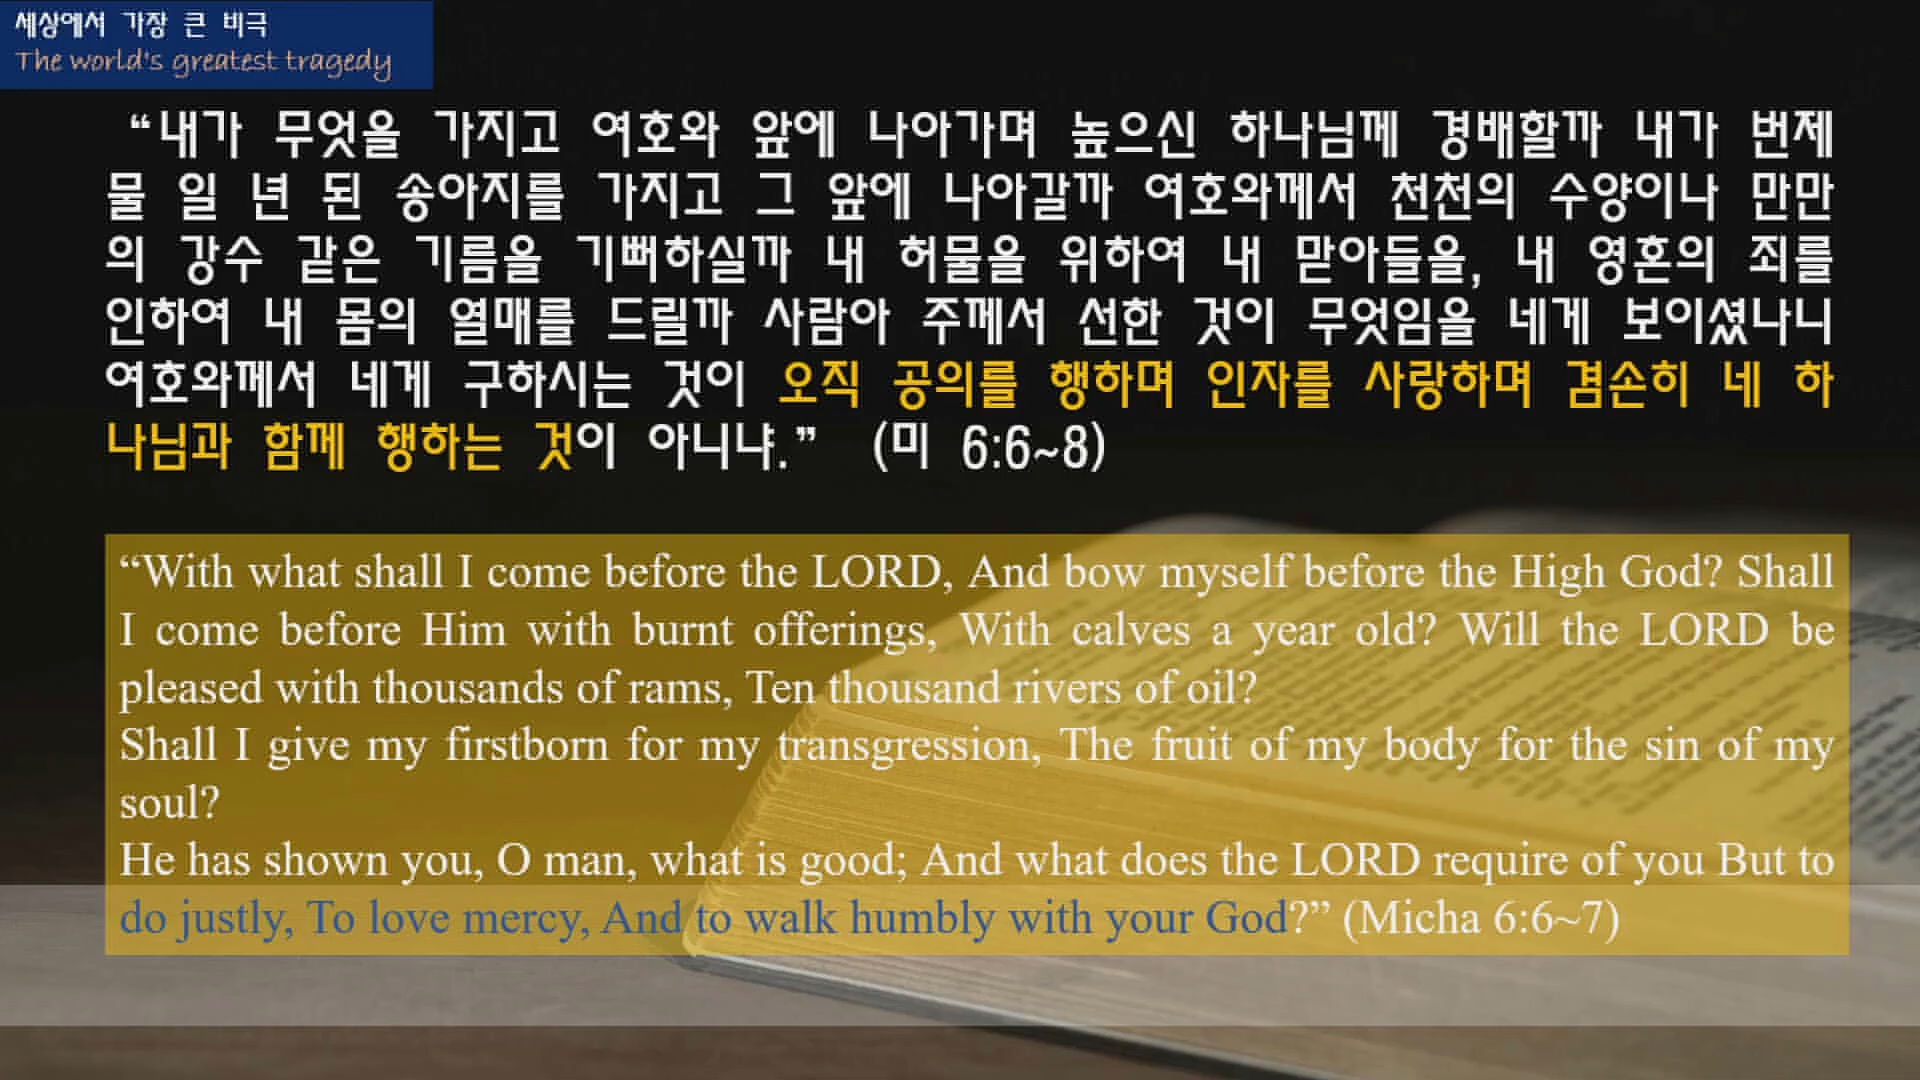 세상에서 가장 큰 비극
The world's greatest tragedy
“내가 무엇을 가지고 여호와 앞에 나아가며 높으신 하나님께 경배할까 내가 번제
물 일 년 된 송아지를 가지고 그 앞에 나아갈까 여호와께서 천천의 수양이나 만만
의 강수 같은 기름을 기뻐하실까 내 허물을 위하여 내 맏아들을, 내 영혼의 죄를
인하여 내 몸의 열매를 드릴까 사람아 주께서 선한 것이 무엇임을 네게 보이셨나니
여호와께서 네게 구하시는 것이 오직 공의를 행하며 인자를 사랑하며 겸손히 네 하
나님과 함께 행하는 것이 아니냐.” (미 6:6~8)
“With what shall I come before the LORD, And bow myself before the High God? Shall
I come before Him with burnt offerings, With calves a year old? Will the LORD be
pleased with thousands of rams, Ten thousand rivers of oil?
Shall I give my firstborn for my transgression, The fruit of my body for the sin of my
soul?
He has shown you, O man, what is good; And what does the LORD require of you But to
do justly, To love mercy, And to walk humbly with your God?” (Micha 6:6~7)